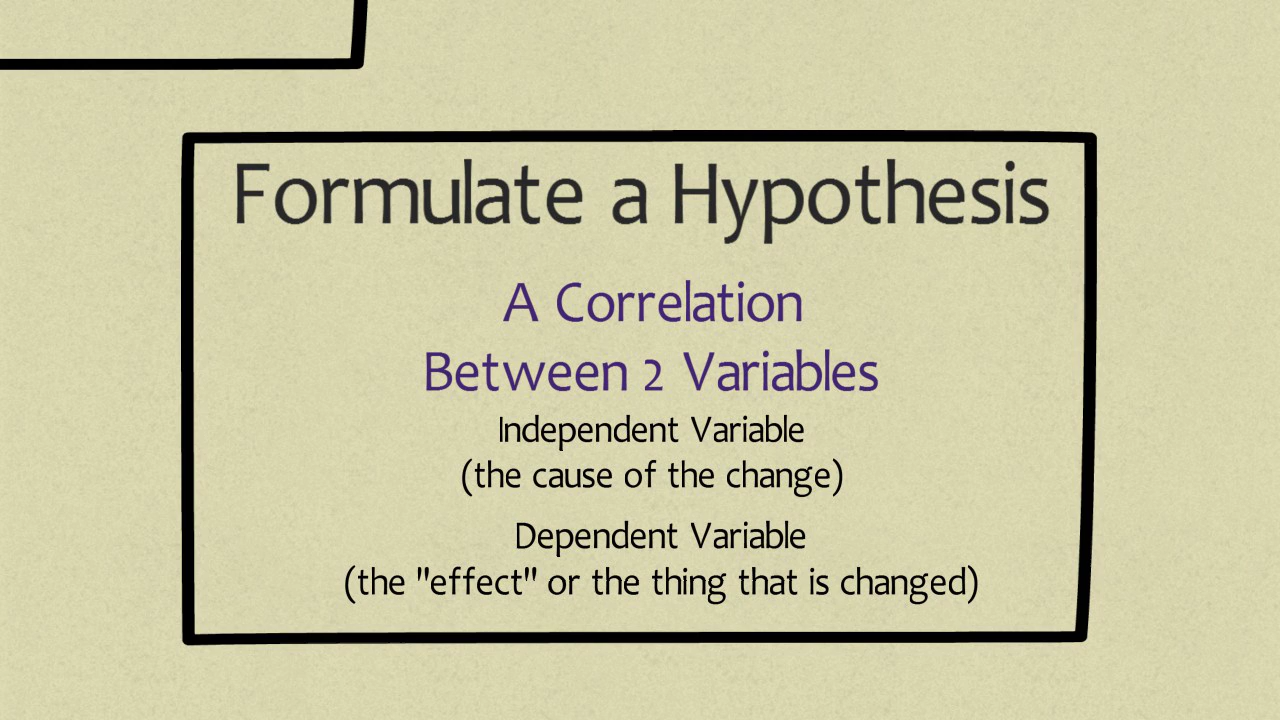 Formulate a Hypothesis
A Correlation
Between 2 Variables
Independent Variable
(the cause of the change)
Dependent Variable
(the "effect" or the thing that is changed)